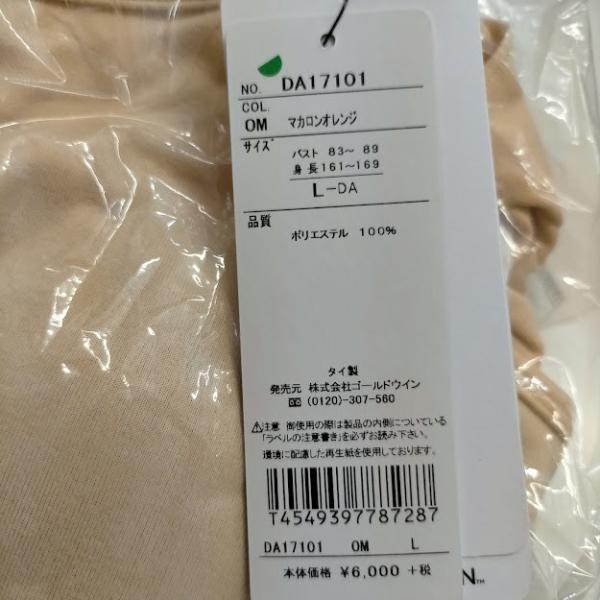 NO. DA17101
COL.
OM マカロンオレンジ
サイズ
バスト 83〜 89
身 長 161〜169
L-DA
品質
ポリエステル 100%
タイ製
発売元 株式会社ゴールドウイン
(0120)-307-560
注意 御使用の際は製品の内側についている
「ラベルの注意書き」を必ずお読み下さい。
環境に配慮した再生紙を使用しております。
T4549397787287
DA17101 OM L
本体価格 ¥6,000 +税
N™